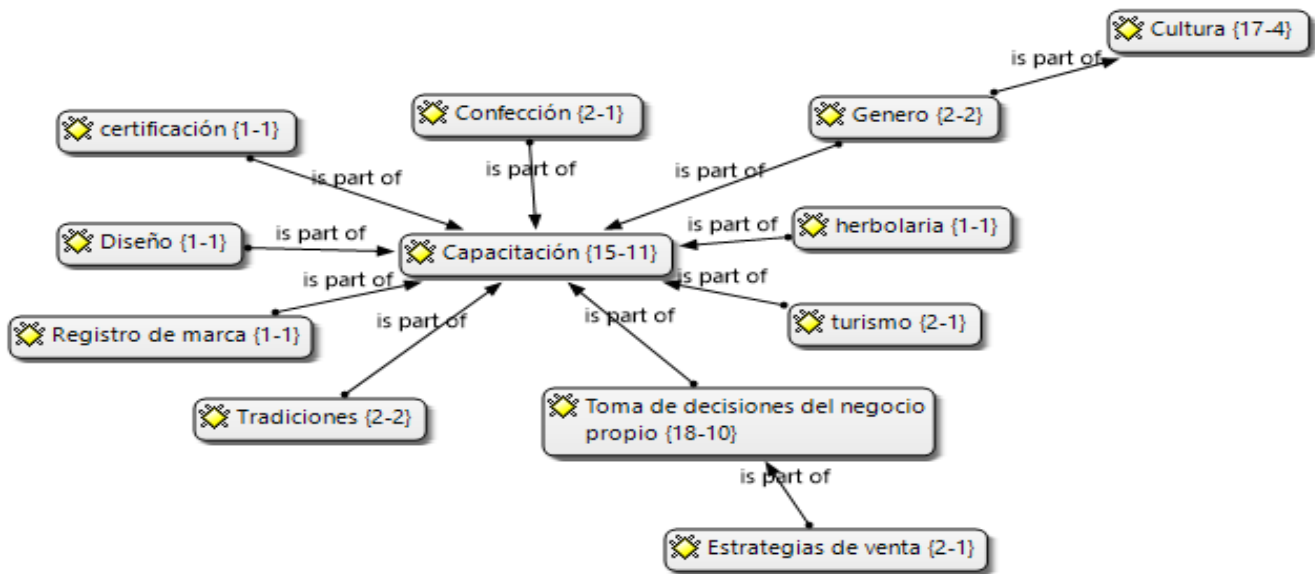 Cultura {17-4}
is part of
Confección {2-1}
Genero {2-2}
certificación {1-1}
is part of
is part of
is part of
herbolaria {1-1}
is part of
Diseño {1-1}
is part of
Capacitación {15-11}
is part of
is part of
turismo {2-1}
Registro de marca {1-1}
is part of
is part of
Tradiciones {2-2}
Toma de decisiones del negocio
propio {18-10}
is part of
Estrategias de venta {2-1}